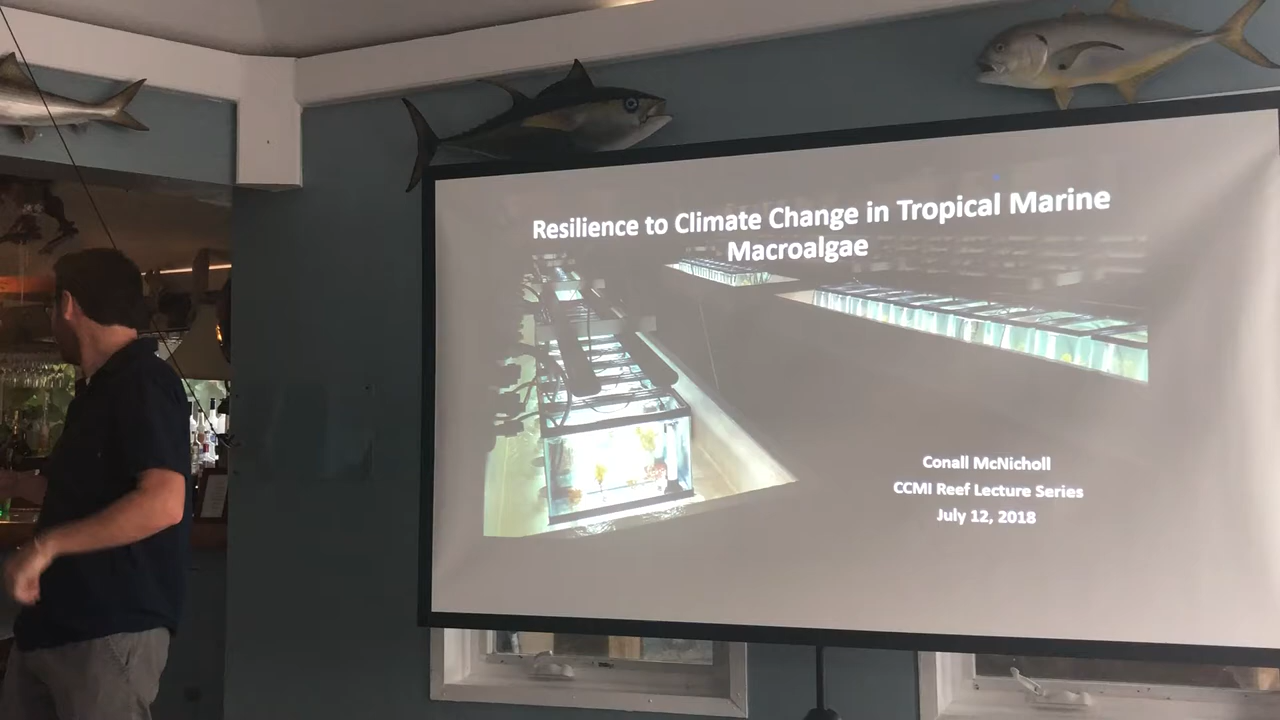 Resilience to Climate Change in Tropical Marine
Macroalgae
Conall McNicholl
CCMI Reef Lecture Series
July 12, 2018